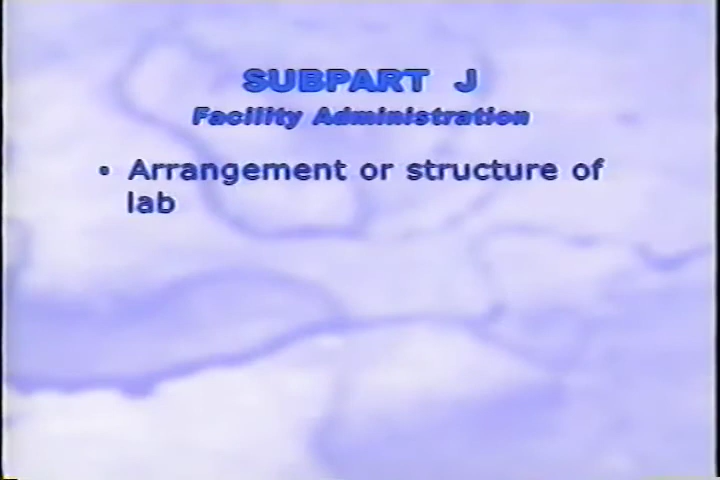 SUBPART J
Facility Administration
• Arrangement or structure of
lab